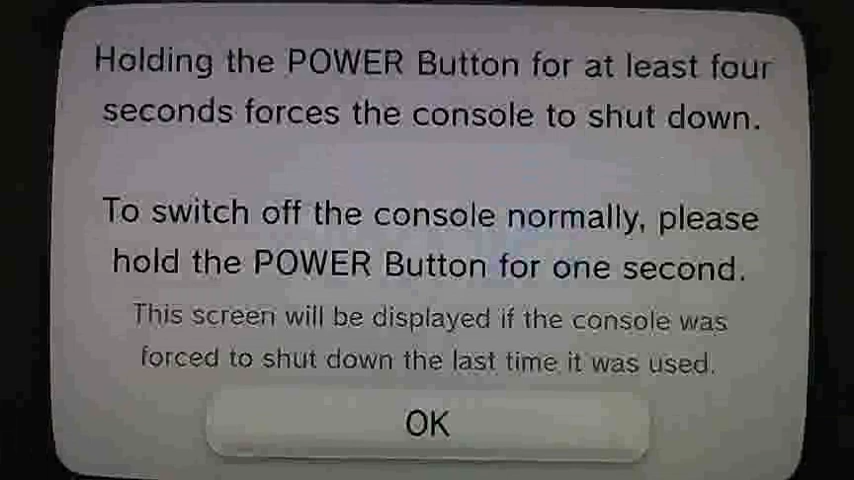 Holding the POWER Button for at least four
seconds forces the console to shut down.
To switch off the console normally, please
hold the POWER Button for one second.
This screen will be displayed if the console was
forced to shut down the last time it was used.
OK